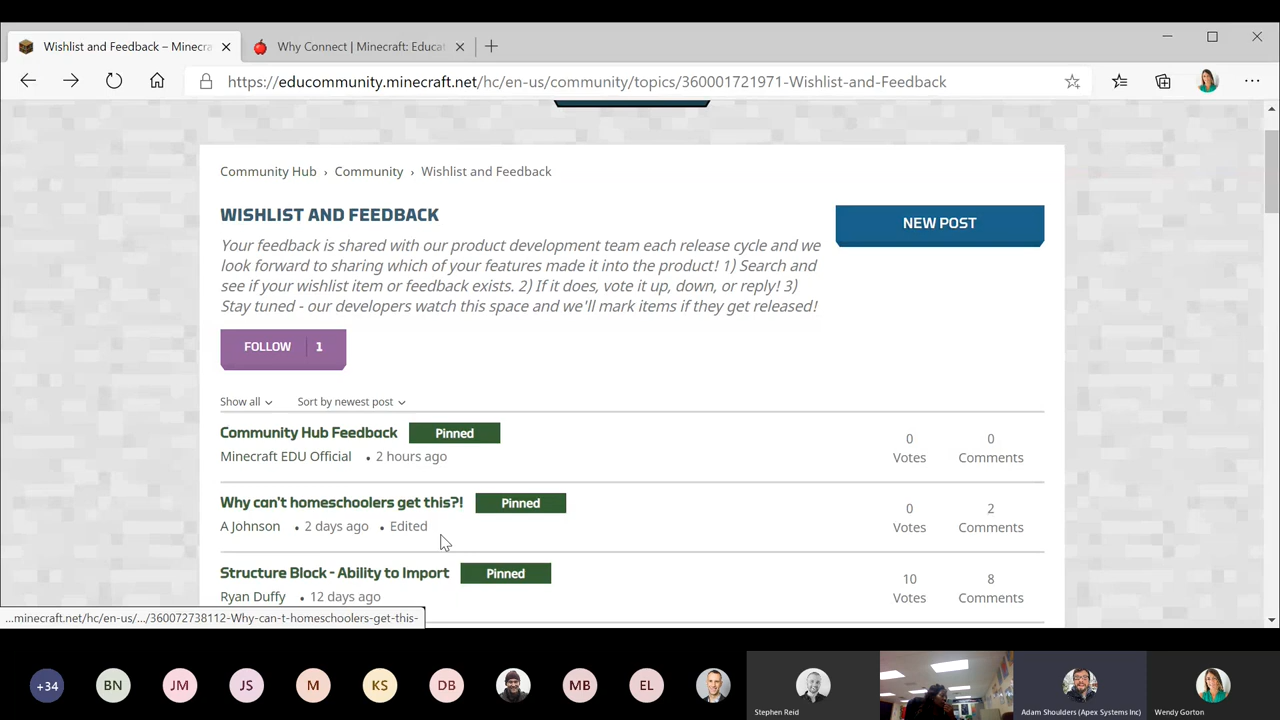 Wishlist and Feedback – Minecra
Why Connect | Minecraft: Educat
https://educommunity.minecraft.net/hc/en-us/community/topics/360001721971-Wishlist-and-Feedback
Community Hub › Community › Wishlist and Feedback
WISHLIST AND FEEDBACK
NEW POST
Your feedback is shared with our product development team each release cycle and we
look forward to sharing which of your features made it into the product! 1) Search and
see if your wishlist item or feedback exists. 2) If it does, vote it up, down, or reply! 3)
Stay tuned - our developers watch this space and we'll mark items if they get released!
FOLLOW 1
Show all Sort by newest post
Community Hub Feedback Pinned
Minecraft EDU Official • 2 hours ago
0 0
Votes Comments
Why can't homeschoolers get this?! Pinned
A Johnson • 2 days ago • Edited
0 2
Votes Comments
Structure Block - Ability to Import Pinned
Ryan Duffy • 12 days ago
10 8
Votes Comments
...minecraft.net/hc/en-us/.../360072738112-Why-can-t-homeschoolers-get-this-
+34 BN JM JS M KS DB MB EL
Stephen Reid
Adam Shoulders (Apex Systems Inc)
Wendy Gorton